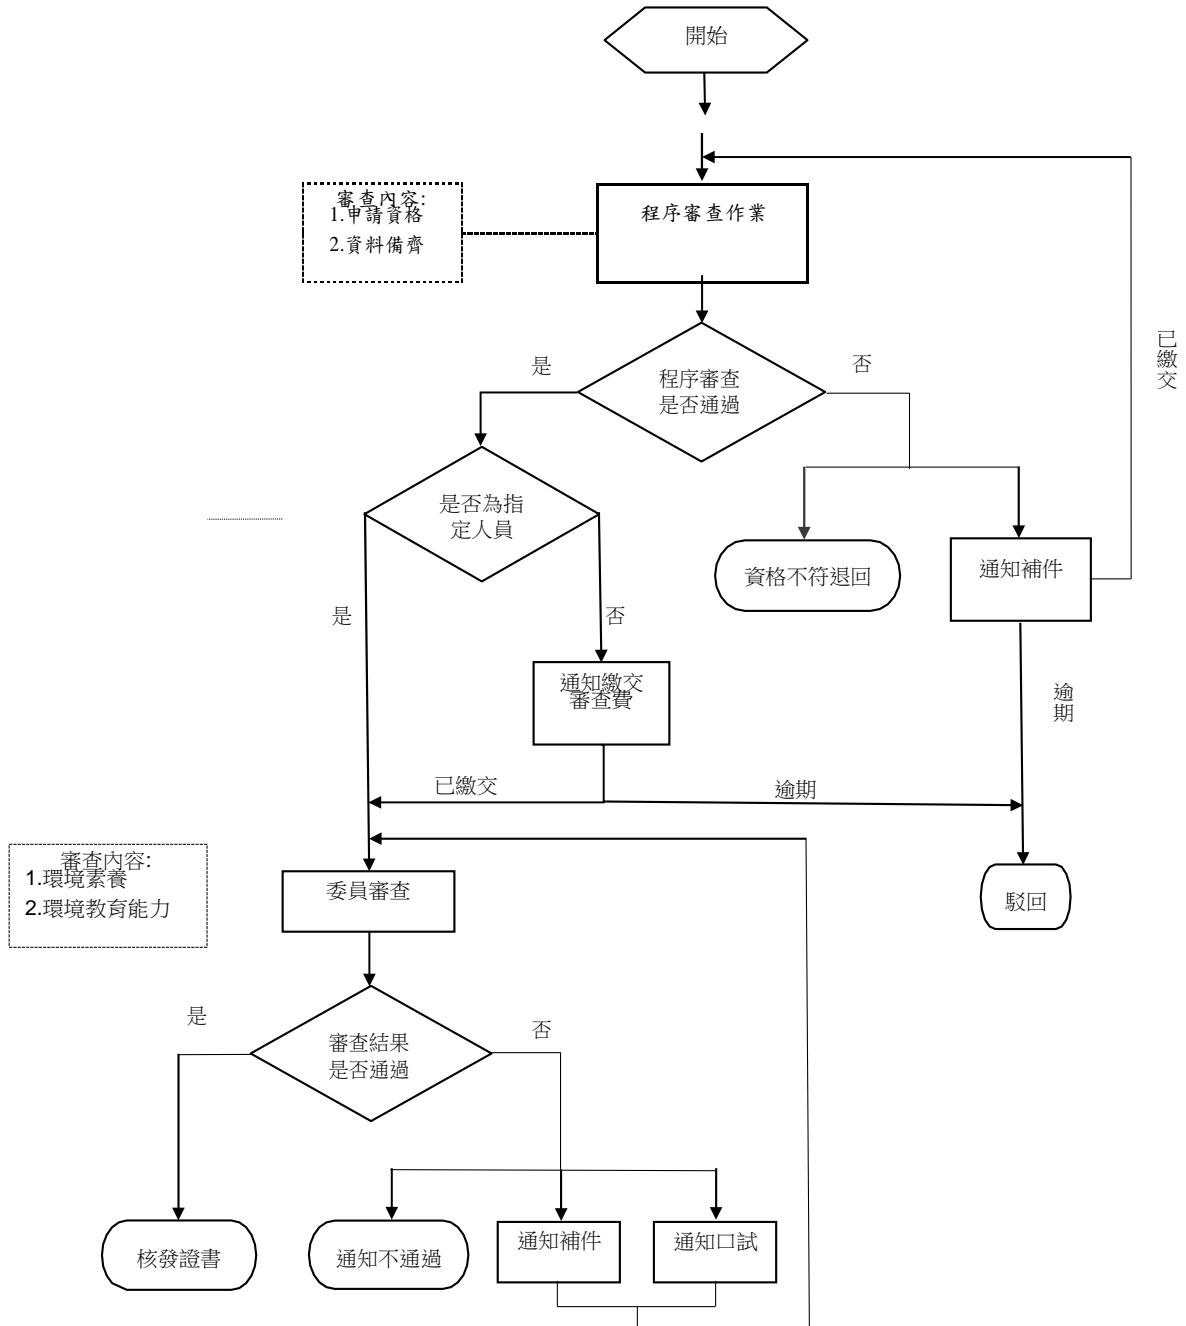 開始
審查內容:
1.申請資格
2.資料備齊
程序審查作業
已繳交
是
否
程序審查
是否通過
是否為指
定人員
資格不符退回
通知補件
是
否
通知繳交
審查費
逾期
已繳交
逾期
審查內容:
1.環境素養
2.環境教育能力
委員審查
駁回
是
否
審查結果
是否通過
核發證書
通知不通過
通知補件
通知口試